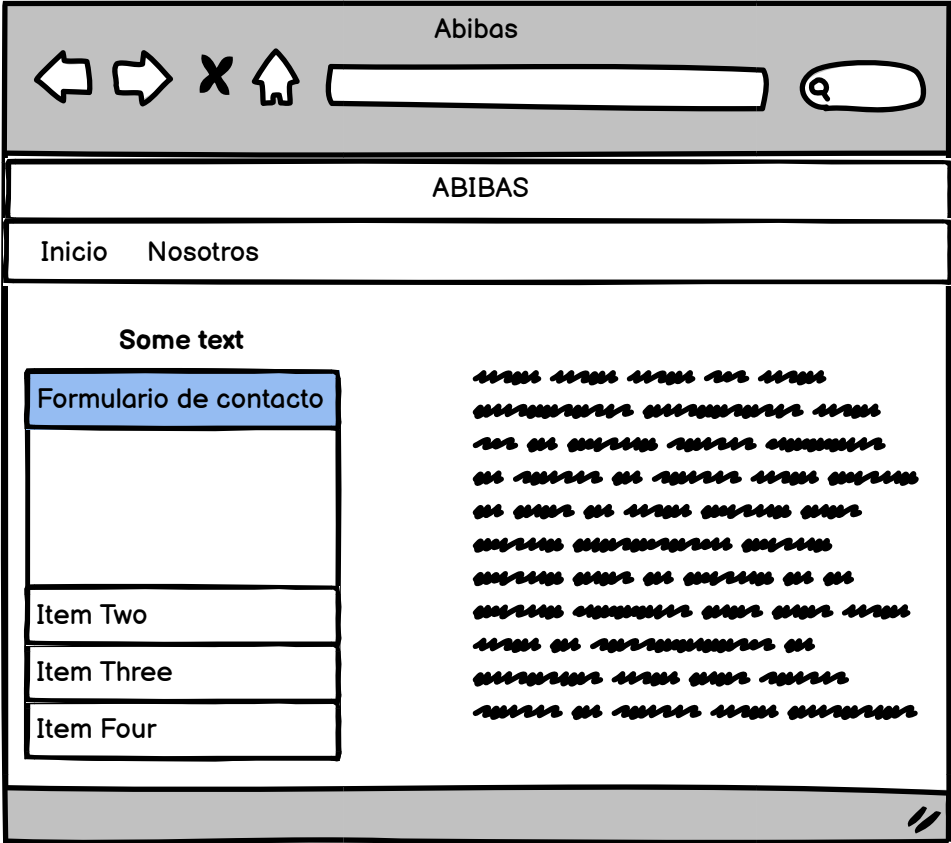 Abibas
ABIBAS
Inicio Nosotros
Some text
Formulario de contacto
Item Two
Item Three
Item Four